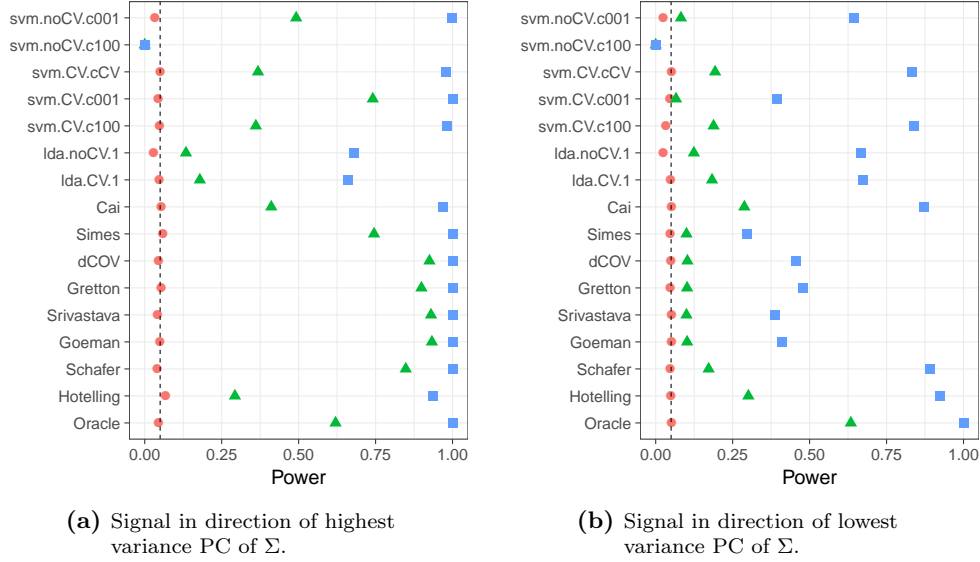 svm.noCV.c001
svm.noCV.c100
svm.CV.cCV
svm.CV.c001
svm.CV.c100
lda.noCV.1
lda.CV.1
Cai
Simes
dCOV
Gretton
Srivastava
Goeman
Schafer
Hotelling
Oracle
0.00 0.25 0.50 0.75 1.00
Power
(a) Signal in direction of highest
variance PC of Σ.
svm.noCV.c001
svm.noCV.c100
svm.CV.cCV
svm.CV.c001
svm.CV.c100
lda.noCV.1
lda.CV.1
Cai
Simes
dCOV
Gretton
Srivastava
Goeman
Schafer
Hotelling
Oracle
0.00 0.25 0.50 0.75 1.00
Power
(b) Signal in direction of lowest
variance PC of Σ.